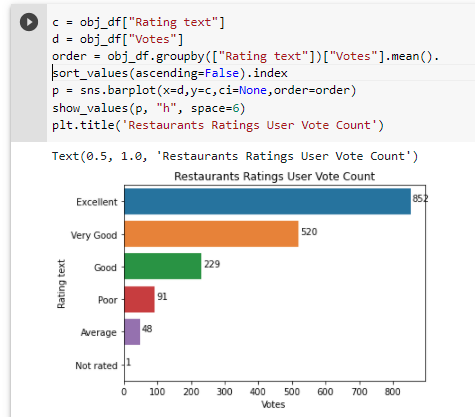 c = obj_df["Rating text"]
d = obj_df["Votes"]
order = obj_df.groupby(["Rating text"])["Votes"].mean().
sort_values(ascending=False).index
p = sns.barplot(x=d,y=c,ci=None,order=order)
show_values(p, "h", space=6)
plt.title('Restaurants Ratings User Vote Count')
Text(0.5, 1.0, 'Restaurants Ratings User Vote Count')
Restaurants Ratings User Vote Count
Excellent 852
Very Good 520
Good 229
Poor 91
Average 48
Not rated 1
Rating text
0 100 200 300 400 500 600 700 800
Votes